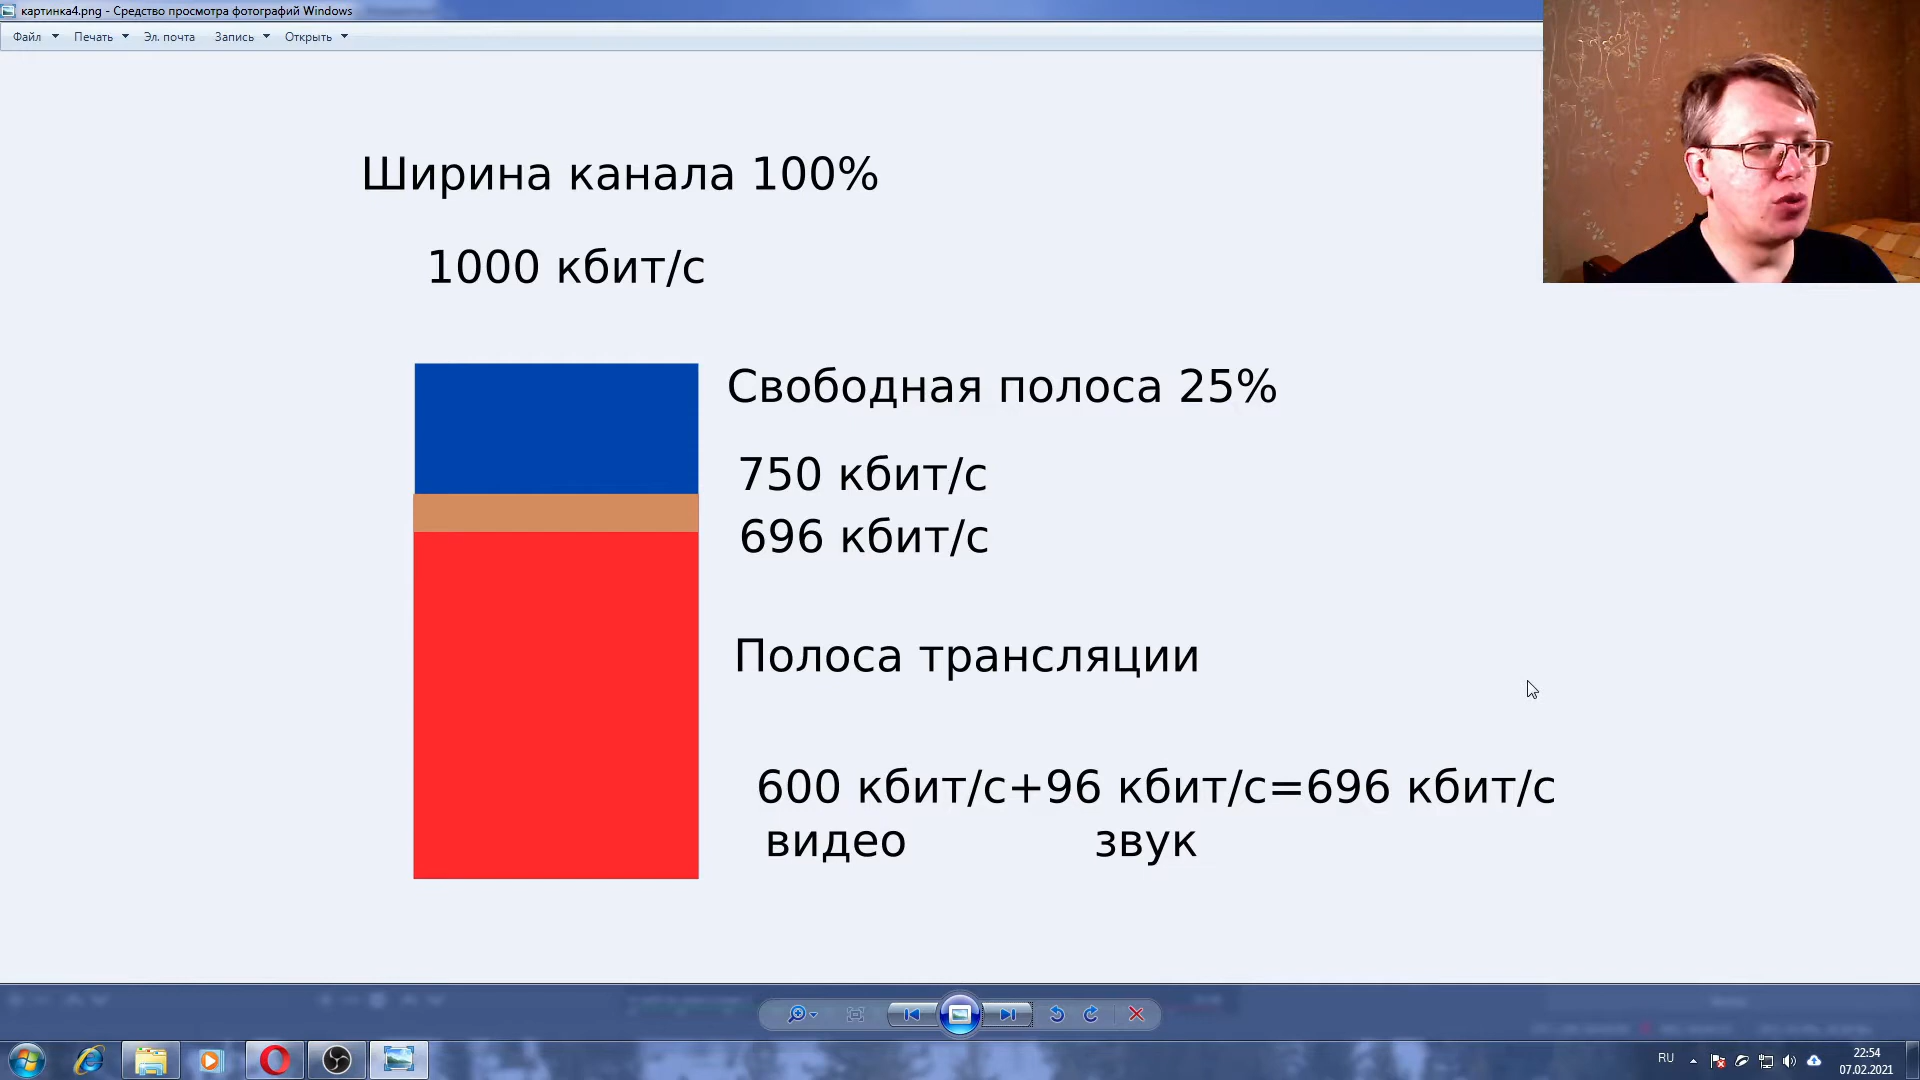 картинка4.png - Средство просмотра фотографий Windows
Файл Печать Эл. почта Запись Открыть
Ширина канала 100%
1000 кбит/с
Свободная полоса 25%
750 кбит/с
696 кбит/с
Полоса трансляции
600 кбит/с+96 кбит/с=696 кбит/с
видео звук
RU
22:54
07.02.2021